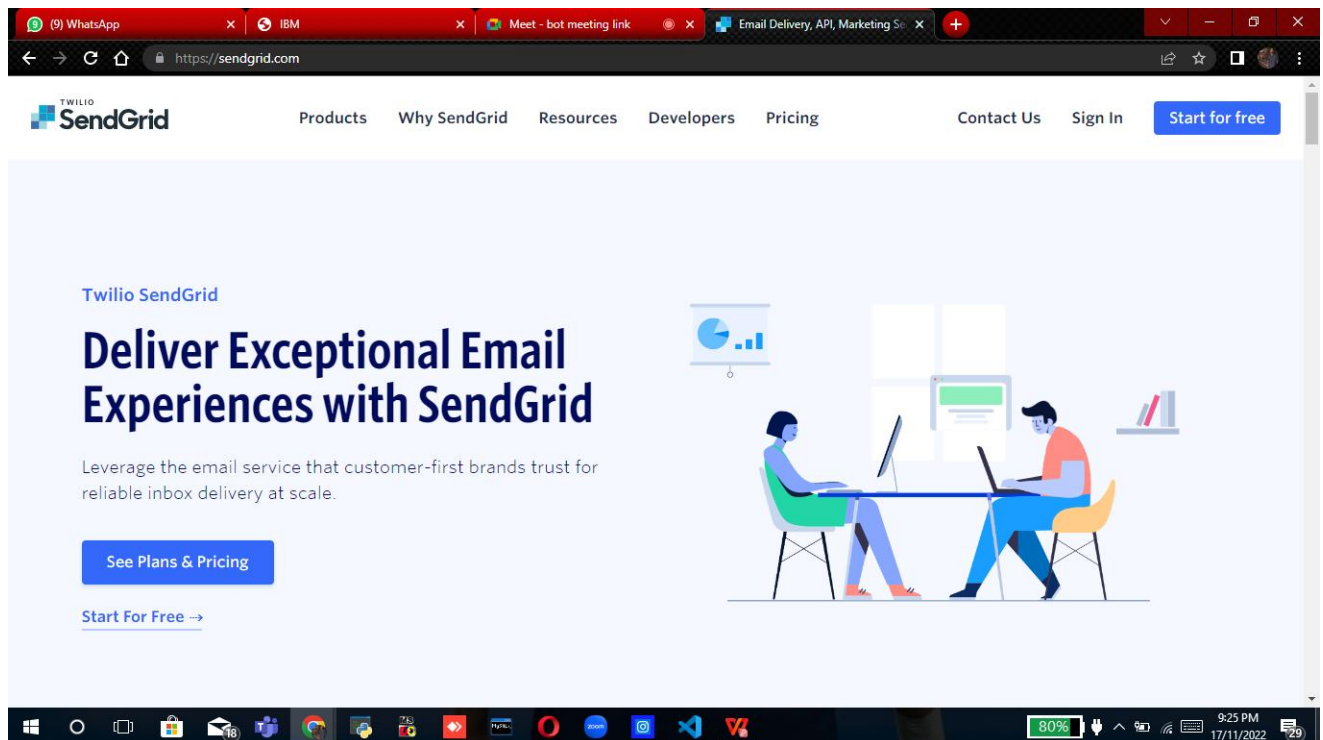 9 (9) WhatsApp
IBM
Meet - bot meeting link
Email Delivery, API, Marketing Se
https://sendgrid.com
TWILIO
SendGrid
Products Why SendGrid Resources Developers Pricing Contact Us Sign In Start for free
Twilio SendGrid
Deliver Exceptional Email
Experiences with SendGrid
Leverage the email service that customer-first brands trust for
reliable inbox delivery at scale.
See Plans & Pricing
Start For Free →
18
zoom
80%
9:25 PM
17/11/2022
29